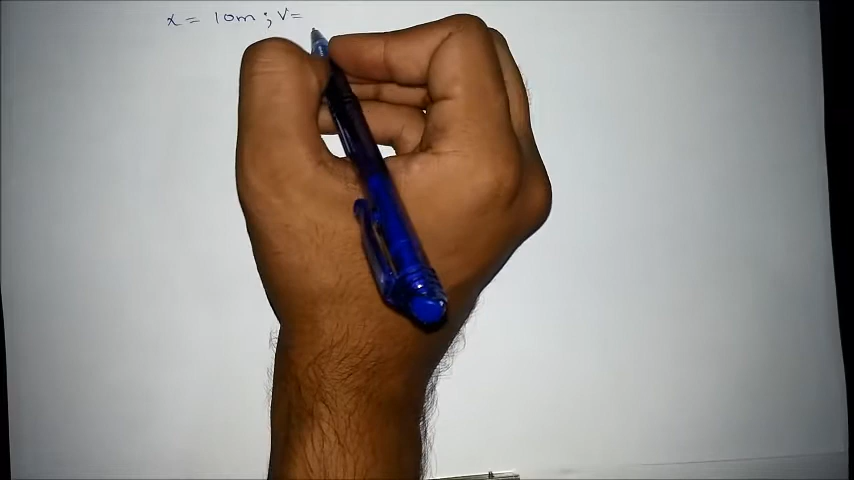 x = 10m ; V=